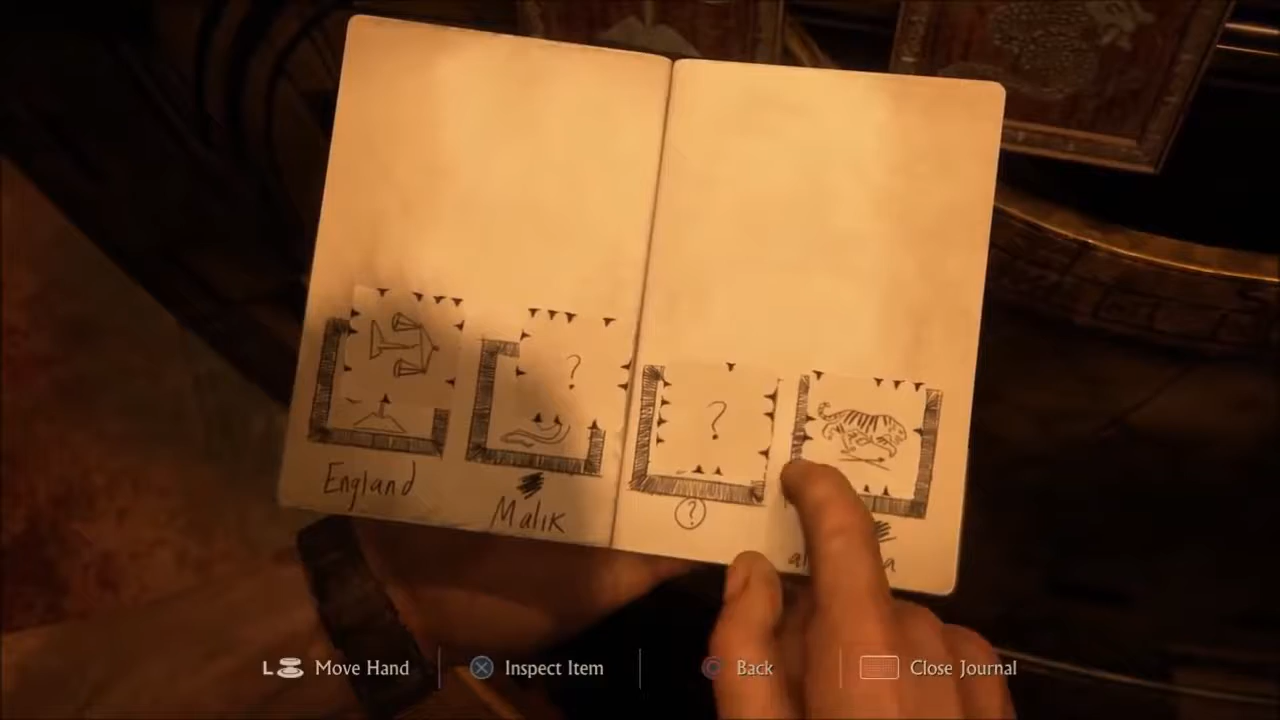 ?
?
England
Malik
?
L Move Hand
Inspect Item
Back
Close Journal